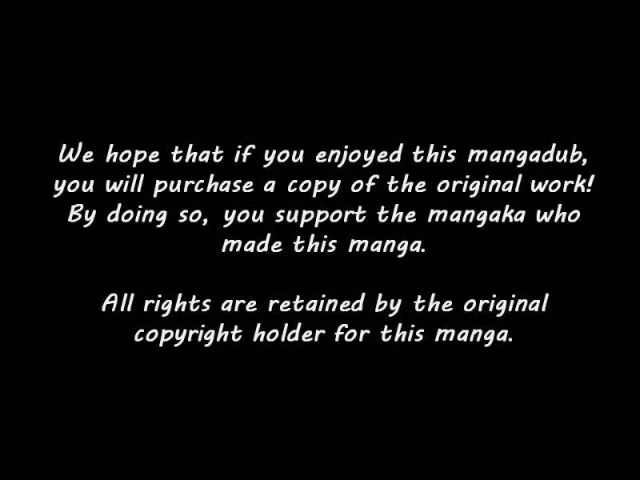 We hope that if you enjoyed this mangadub,
you will purchase a copy of the original work!
By doing so, you support the mangaka who
made this manga.
All rights are retained by the original
copyright holder for this manga.